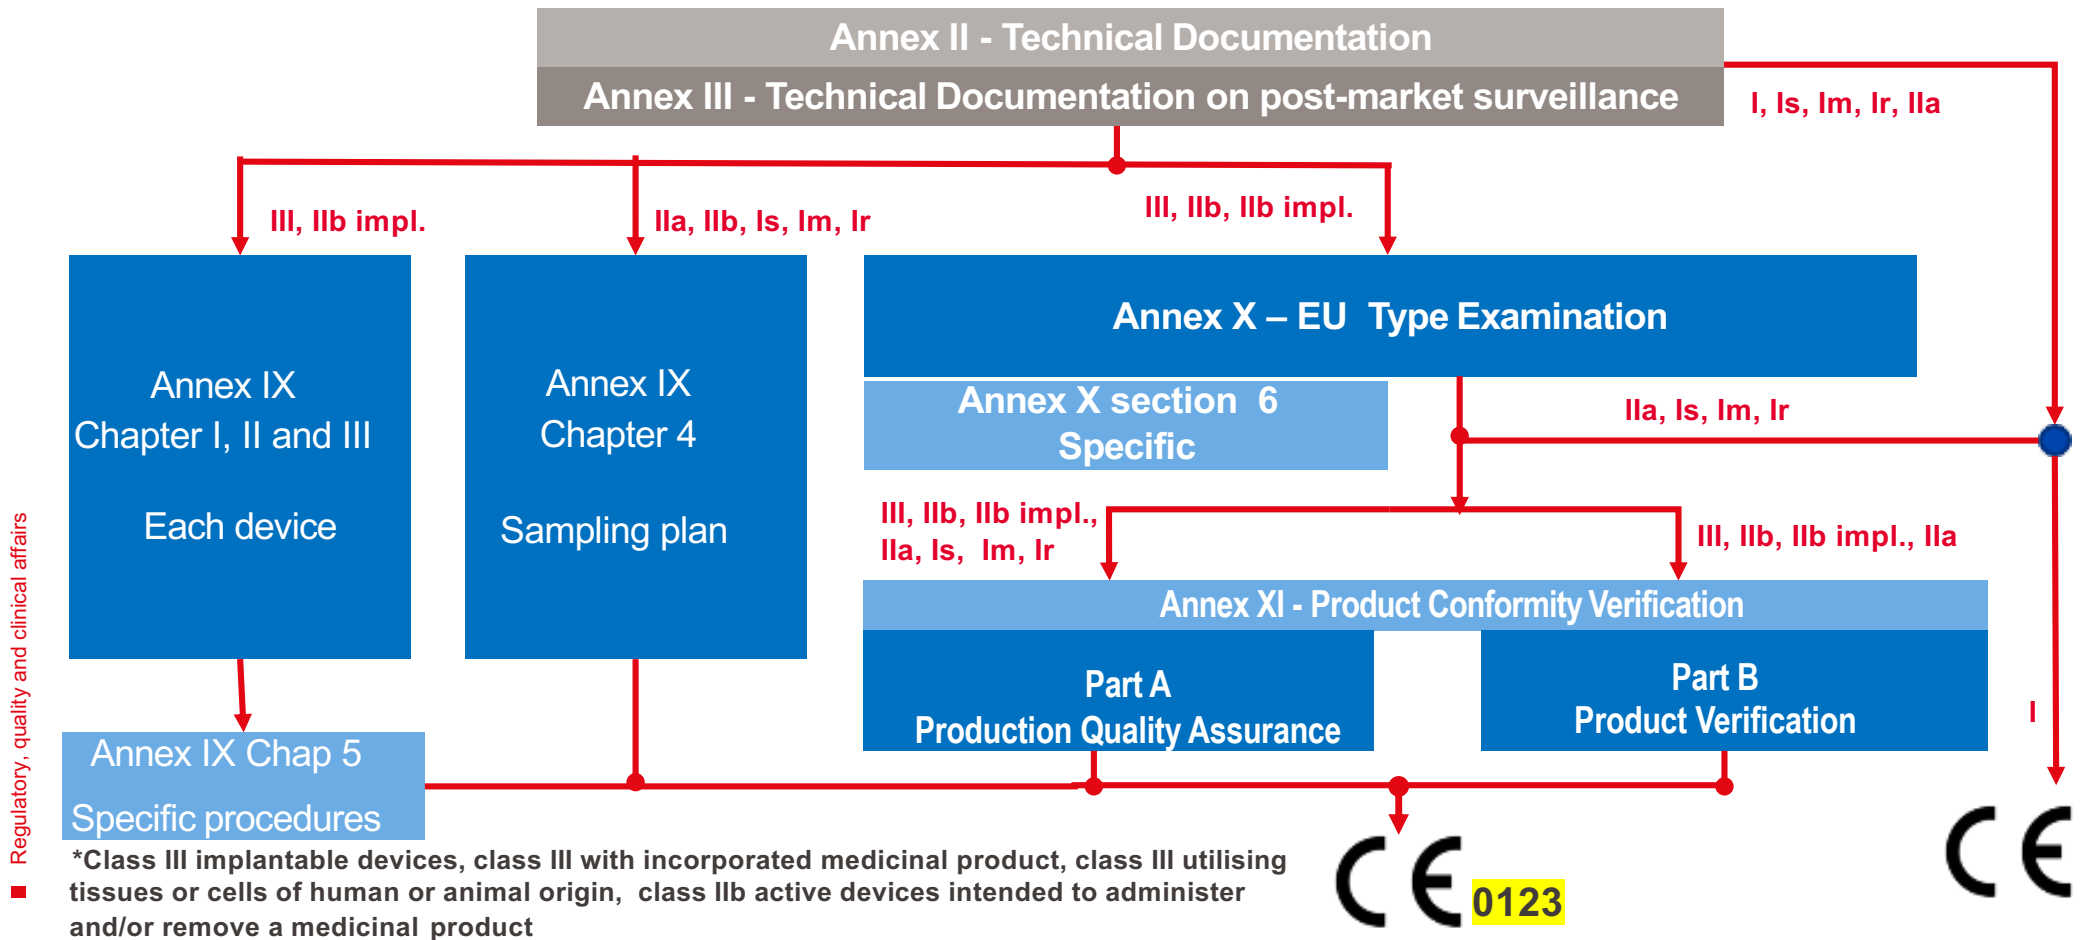 Annex II - Technical Documentation
Annex III - Technical Documentation on post-market surveillance
I, Is, Im, Ir, IIa
III, IIb impl.
IIa, IIb, Is, Im, Ir
III, IIb, IIb impl.
Annex IX
Chapter I, II and III
Each device
Annex IX
Chapter 4
Sampling plan
Annex X – EU Type Examination
Annex X section 6
Specific
IIa, Is, Im, Ir
III, IIb, IIb impl.,
IIa, Is, Im, Ir
III, IIb, IIb impl., IIa
Annex XI - Product Conformity Verification
Part A
Production Quality Assurance
Part B
Product Verification
I
Annex IX Chap 5
Specific procedures
*Class III implantable devices, class III with incorporated medicinal product, class III utilising
tissues or cells of human or animal origin, class IIb active devices intended to administer
and/or remove a medicinal product
CE 0123
CE
Regulatory, quality and clinical affairs